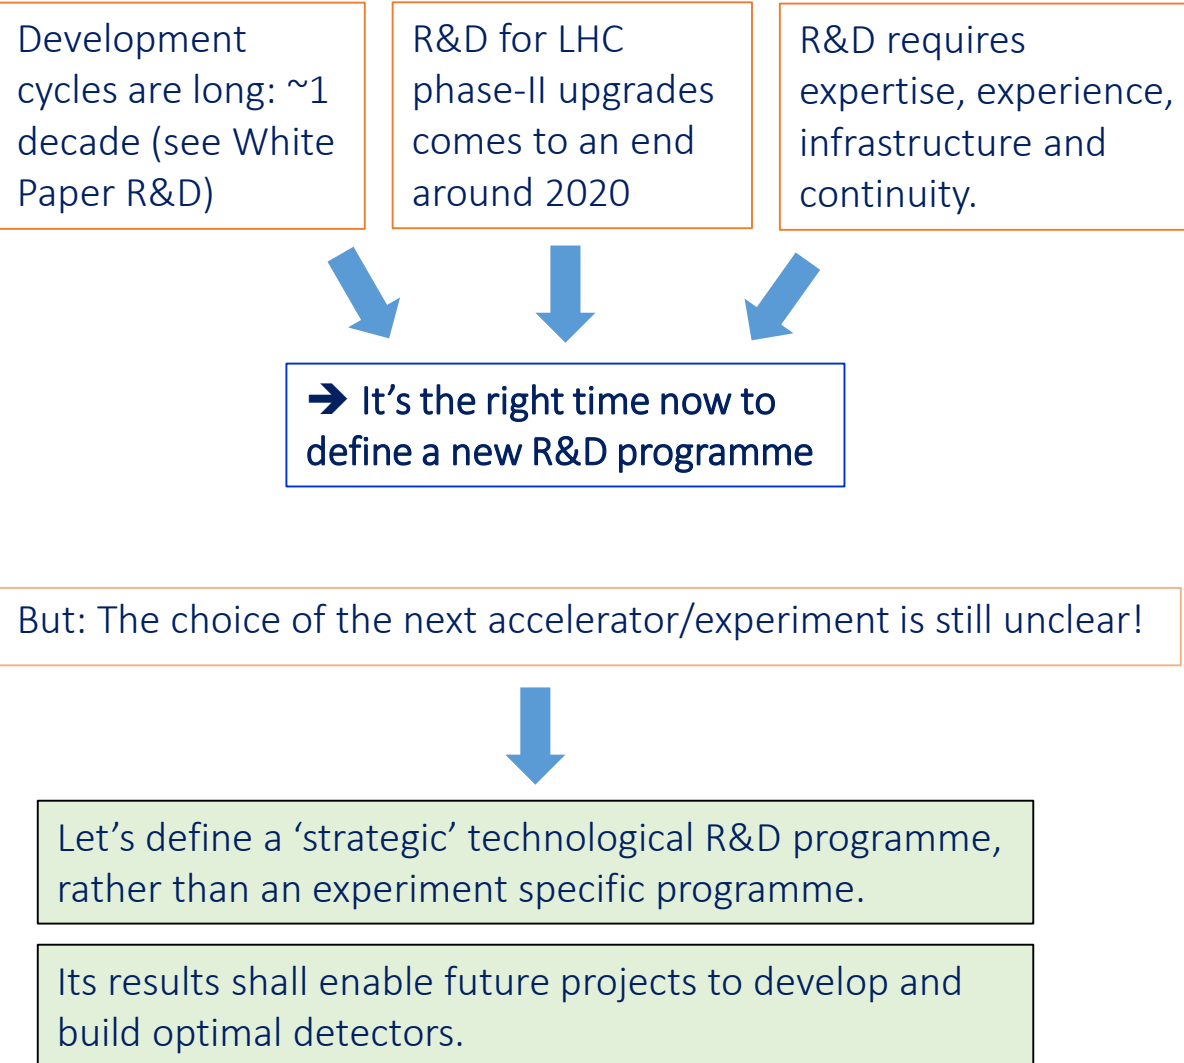 Development
cycles are long: ~1
decade (see White
Paper R&D)
R&D for LHC
phase-II upgrades
comes to an end
around 2020
R&D requires
expertise, experience,
infrastructure and
continuity.
➔ It's the right time now to
define a new R&D programme
But: The choice of the next accelerator/experiment is still unclear!
Let's define a ‘strategic’ technological R&D programme,
rather than an experiment specific programme.
Its results shall enable future projects to develop and
build optimal detectors.